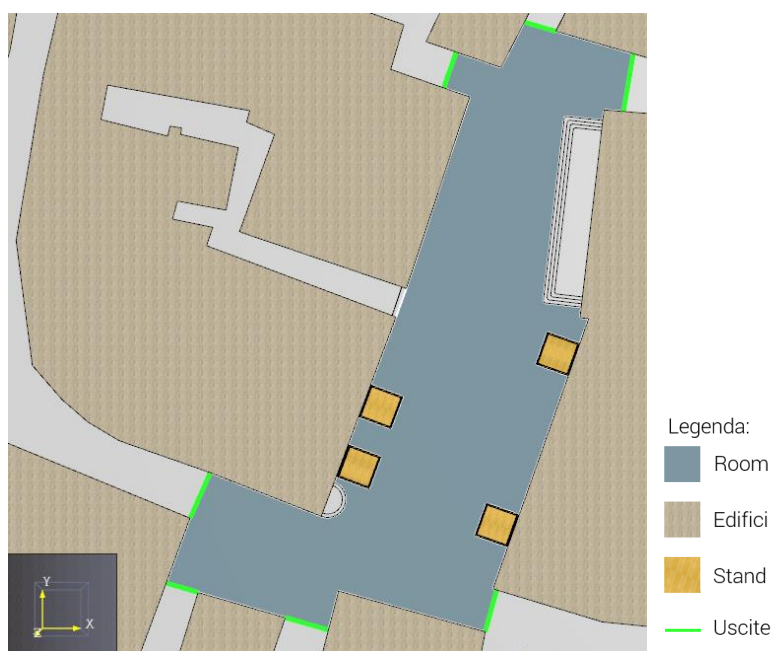 Legenda:
Room
Edifici
Stand
Uscite
Y
X
Z